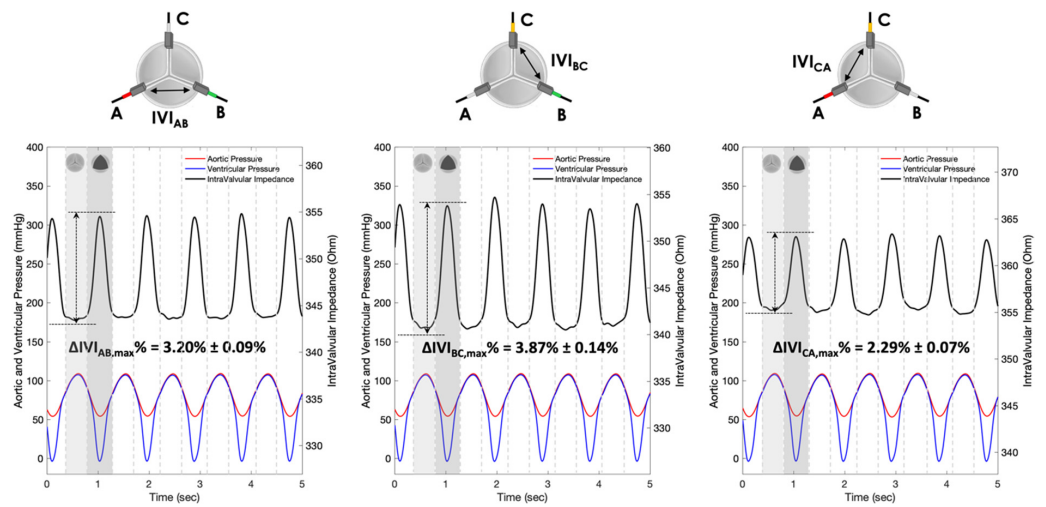 I C
A
B
IVI_AB
I C
IVI_BC
A
B
I C
IVI_CA
A
B
Aortic and Ventricular Pressure (mmHg)
400
350
300
250
200
150
100
50
0
Aortic Pressure
Ventricular Pressure
IntraValvular Impedance
ΔIVI_AB,max% = 3.20% ± 0.09%
360
355
350
344
338
333
330
IntraValvular Impedance (Ohm)
0
1
2
3
4
5
Time (sec)
Aortic and Ventricular Pressure (mmHg)
400
350
300
250
200
150
100
50
0
Aortic Pressure
Ventricular Pressure
IntraValvular Impedance
ΔIVI_BC,max% = 3.87% ± 0.14%
360
355
350
345
340
335
330
IntraValvular Impedance (Ohm)
0
1
2
3
4
5
Time (sec)
Aortic and Ventricular Pressure (mmHg)
400
350
300
250
200
150
100
50
0
Aortic Pressure
Ventricular Pressure
IntraValvular Impedance
ΔIVI_CA,max% = 2.29% ± 0.07%
370
364
360
355
350
345
340
IntraValvular Impedance (Ohm)
0
1
2
3
4
5
Time (sec)